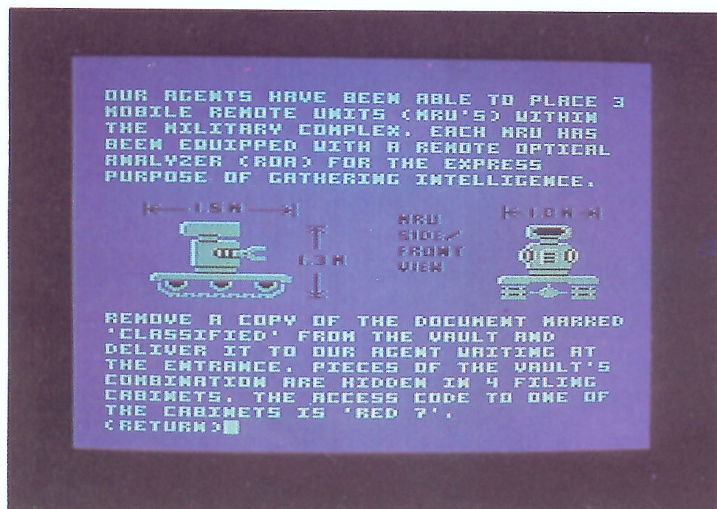 OUR AGENTS HAVE BEEN ABLE TO PLACE 3
MOBILE REMOTE UNITS (MRU'S) WITHIN
THE MILITARY COMPLEX. EACH MRU HAS
BEEN EQUIPPED WITH A REMOTE OPTICAL
ANALYZER (ROA) FOR THE EXPRESS
PURPOSE OF GATHERING INTELLIGENCE.
1.5 M
1.3 M
MRU
SIDE/
FRONT
VIEW
1.0 M
REMOVE A COPY OF THE DOCUMENT MARKED
'CLASSIFIED' FROM THE VAULT AND
DELIVER IT TO OUR AGENT WAITING AT
THE ENTRANCE. PIECES OF THE VAULT'S
COMBINATION ARE HIDDEN IN 4 FILING
CABINETS. THE ACCESS CODE TO ONE OF
THE CABINETS IS 'RED 7'.
(RETURN)